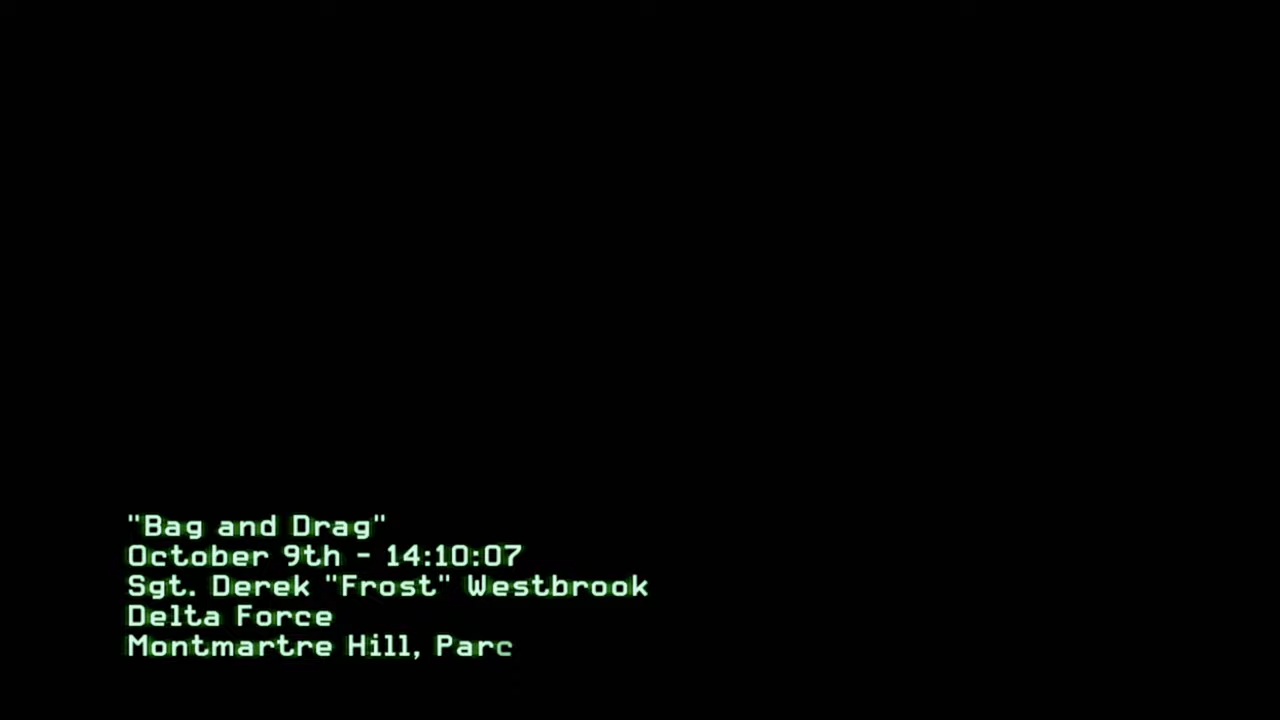 "Bag and Drag"
October 9th - 14:10:07
Sgt. Derek "Frost" Westbrook
Delta Force
Montmartre Hill, Parc